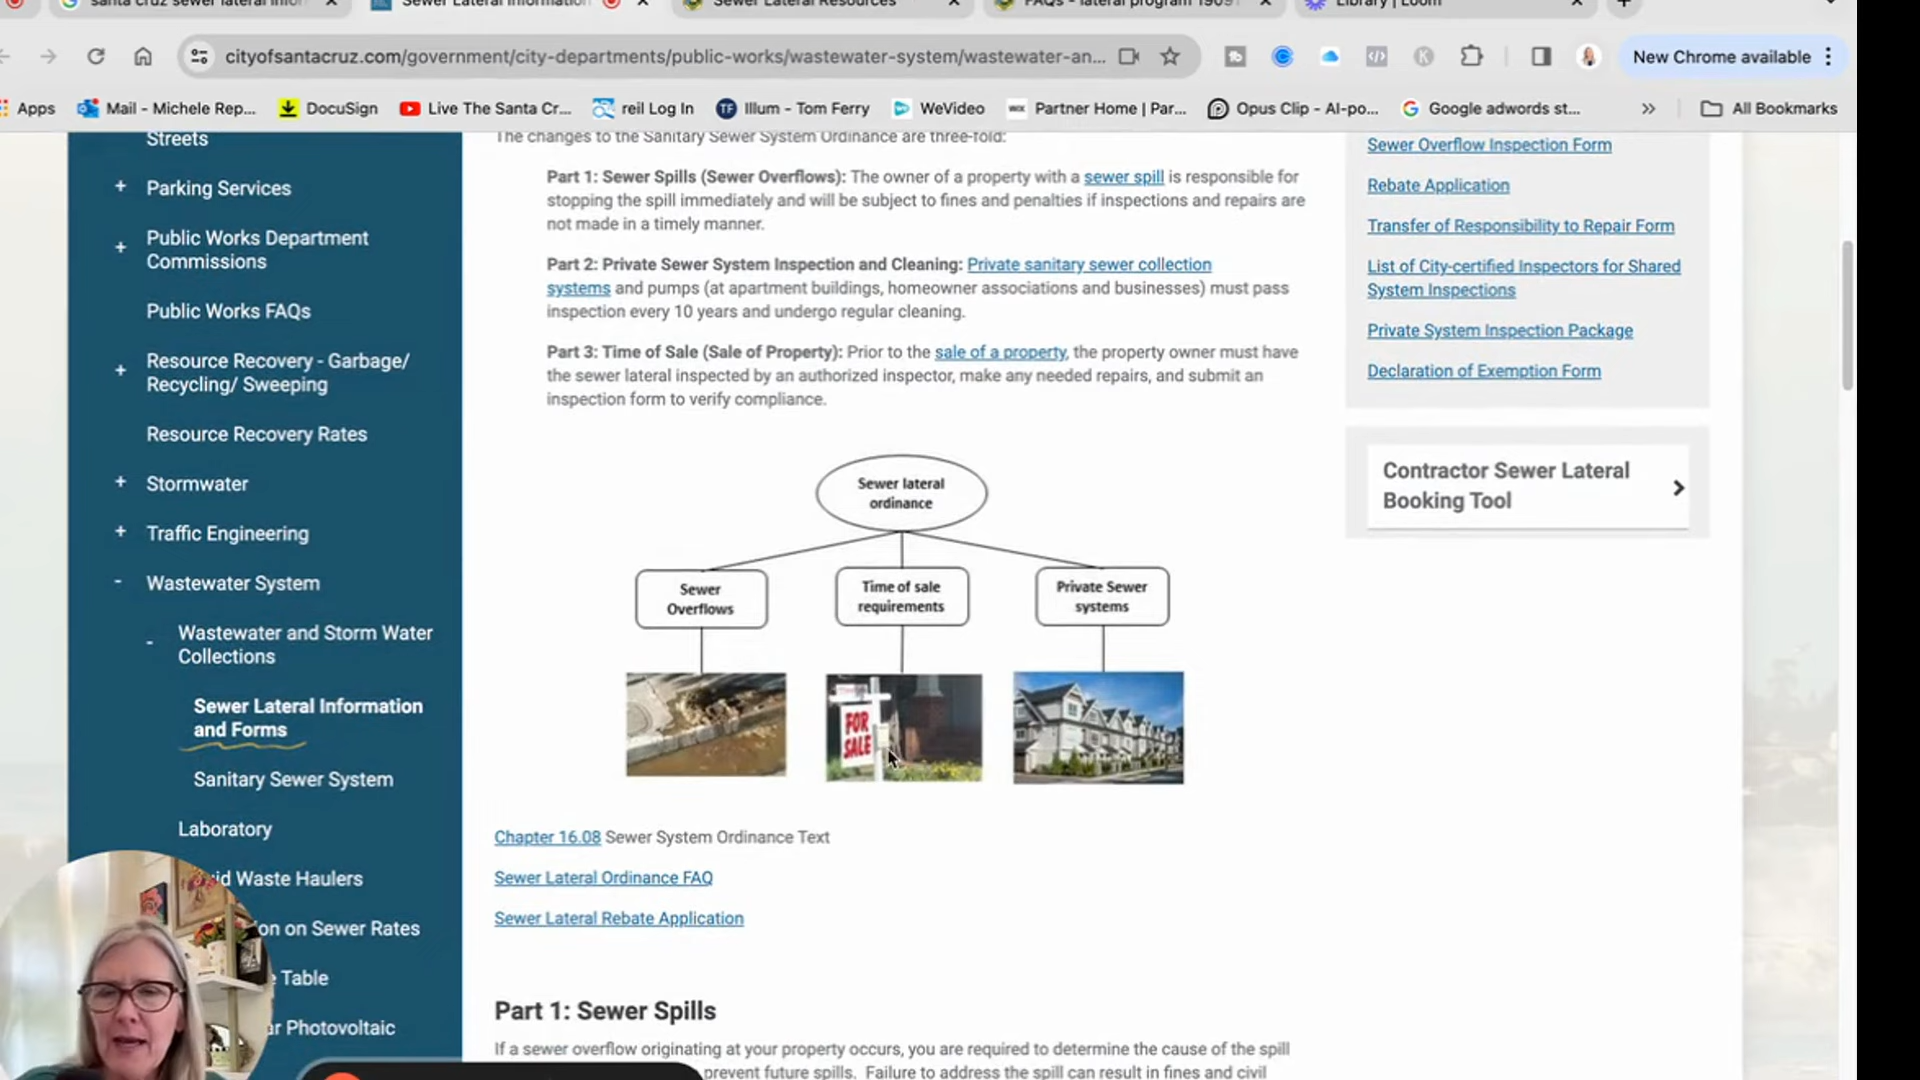 santa cruz sewer lateral infor
Sewer Lateral Information
Sewer Lateral Resources
FAQs - lateral program
Library | Loom
cityofsantacruz.com/government/city-departments/public-works/wastewater-system/wastewater-an...
New Chrome available
Apps
Mail - Michele Rep...
DocuSign
Live The Santa Cr...
reil Log In
Illum - Tom Ferry
WeVideo
Partner Home | Par...
Opus Clip - AI-po...
Google adwords st...
All Bookmarks
Streets
Parking Services
Public Works Department
Commissions
Public Works FAQs
Resource Recovery - Garbage/
Recycling/ Sweeping
Resource Recovery Rates
Stormwater
Traffic Engineering
Wastewater System
Wastewater and Storm Water
Collections
Sewer Lateral Information
and Forms
Sanitary Sewer System
Laboratory
Waste Haulers
on Sewer Rates
Table
Photovoltaic
The changes to the Sanitary Sewer System Ordinance are three-fold:
Part 1: Sewer Spills (Sewer Overflows): The owner of a property with a sewer spill is responsible for
stopping the spill immediately and will be subject to fines and penalties if inspections and repairs are
not made in a timely manner.
Part 2: Private Sewer System Inspection and Cleaning: Private sanitary sewer collection
systems and pumps (at apartment buildings, homeowner associations and businesses) must pass
inspection every 10 years and undergo regular cleaning.
Part 3: Time of Sale (Sale of Property): Prior to the sale of a property, the property owner must have
the sewer lateral inspected by an authorized inspector, make any needed repairs, and submit an
inspection form to verify compliance.
Sewer lateral
ordinance
Sewer
Overflows
Time of sale
requirements
Private Sewer
systems
FOR
SALE
Chapter 16.08 Sewer System Ordinance Text
Sewer Lateral Ordinance FAQ
Sewer Lateral Rebate Application
Part 1: Sewer Spills
If a sewer overflow originating at your property occurs, you are required to determine the cause of the spill
prevent future spills. Failure to address the spill can result in fines and civil
Sewer Overflow Inspection Form
Rebate Application
Transfer of Responsibility to Repair Form
List of City-certified Inspectors for Shared
System Inspections
Private System Inspection Package
Declaration of Exemption Form
Contractor Sewer Lateral
Booking Tool